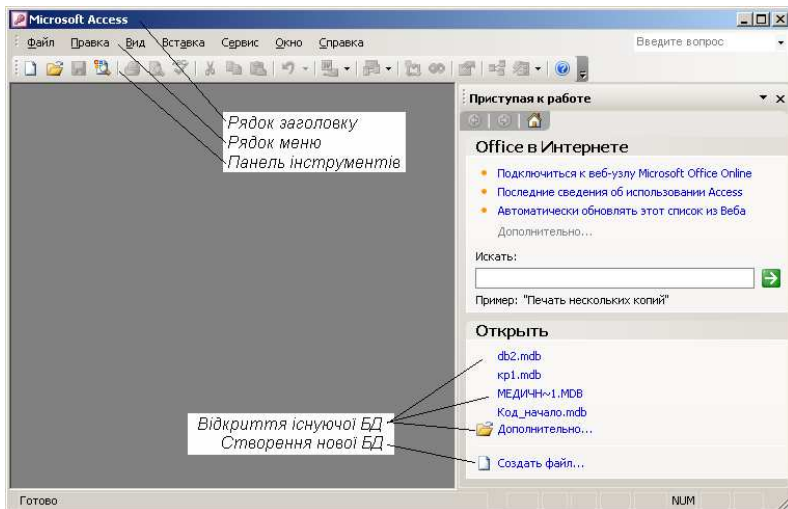 Microsoft Access
Файл Правка Вид Вставка Сервис Окно Справка
Введите вопрос
Приступая к работе
Рядок заголовку
Рядок меню
Панель інструментів
Office в Интернете
Подключиться к веб-узлу Microsoft Office Online
Последние сведения об использовании Access
Автоматически обновлять этот список из Веба
Дополнительно...
Искать:
Пример: "Печать нескольких копий"
Открыть
db2.mdb
кр1.mdb
МЕДИЧН~1.MDB
Код_начало.mdb
Дополнительно...
Создать файл...
Відкриття існуючої БД
Створення нової БД
Готово
NUM